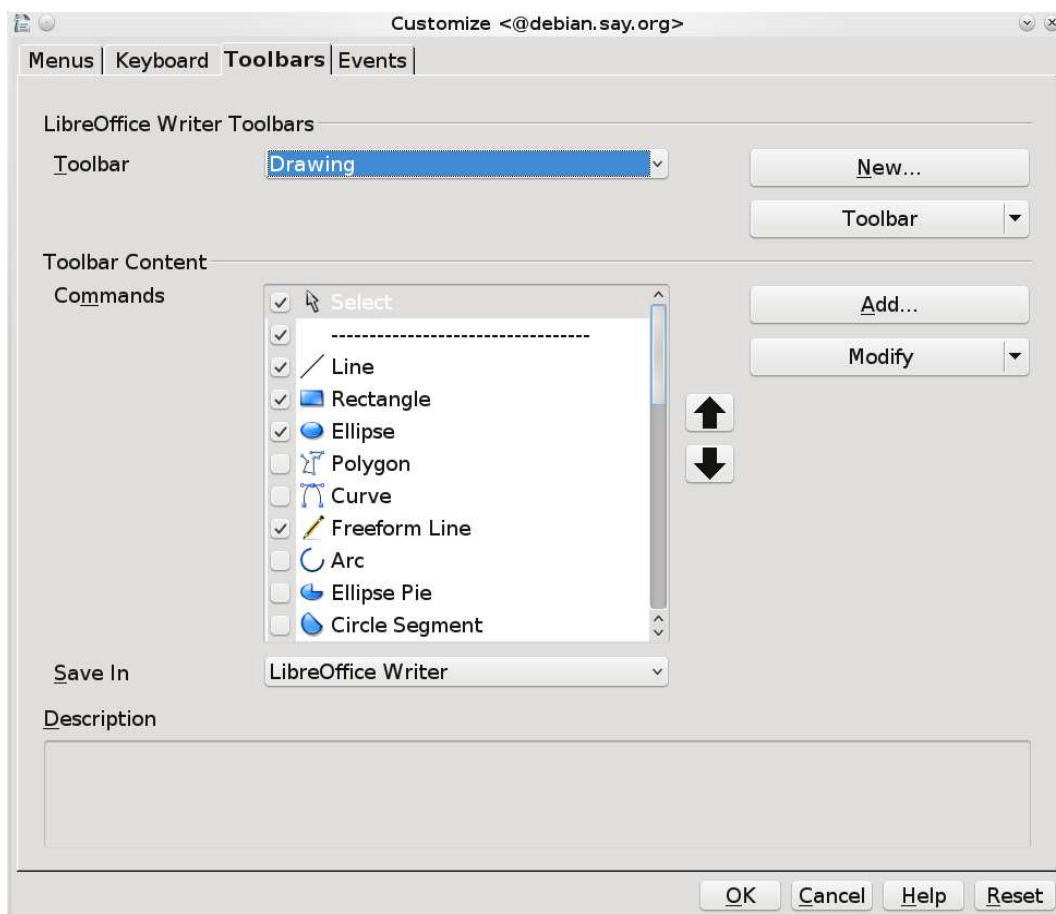 Customize <@debian.say.org>
Menus Keyboard Toolbars Events
LibreOffice Writer Toolbars
Toolbar Drawing New...
Toolbar
Toolbar Content
Commands Select Add...
----------------------------------
Line Modify
Rectangle
Ellipse
Polygon
Curve
Freeform Line
Arc
Ellipse Pie
Circle Segment
Save In LibreOffice Writer
Description
OK Cancel Help Reset